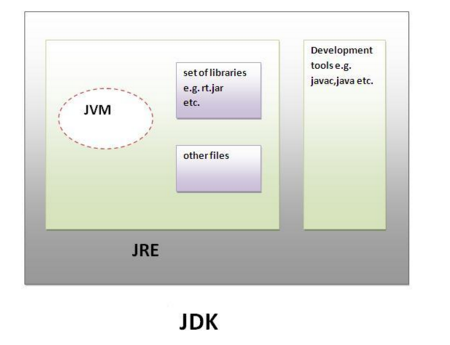 JVM
set of libraries
e.g. rt.jar
etc.
other files
Development
tools e.g.
javac,java etc.
JRE
JDK